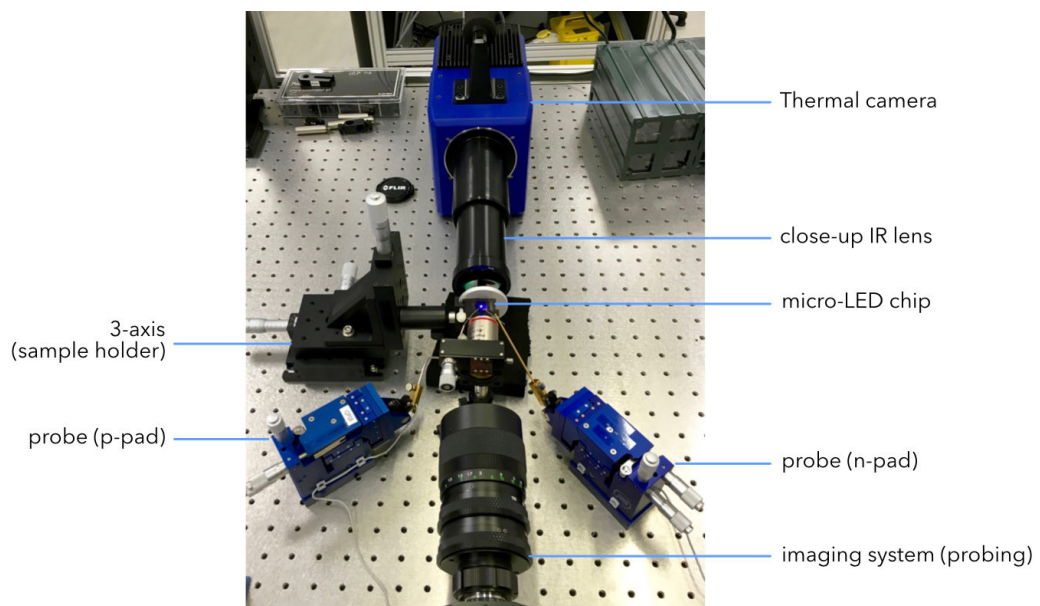 Thermal camera
close-up IR lens
micro-LED chip
3-axis
(sample holder)
probe (p-pad)
probe (n-pad)
imaging system (probing)
FLIR